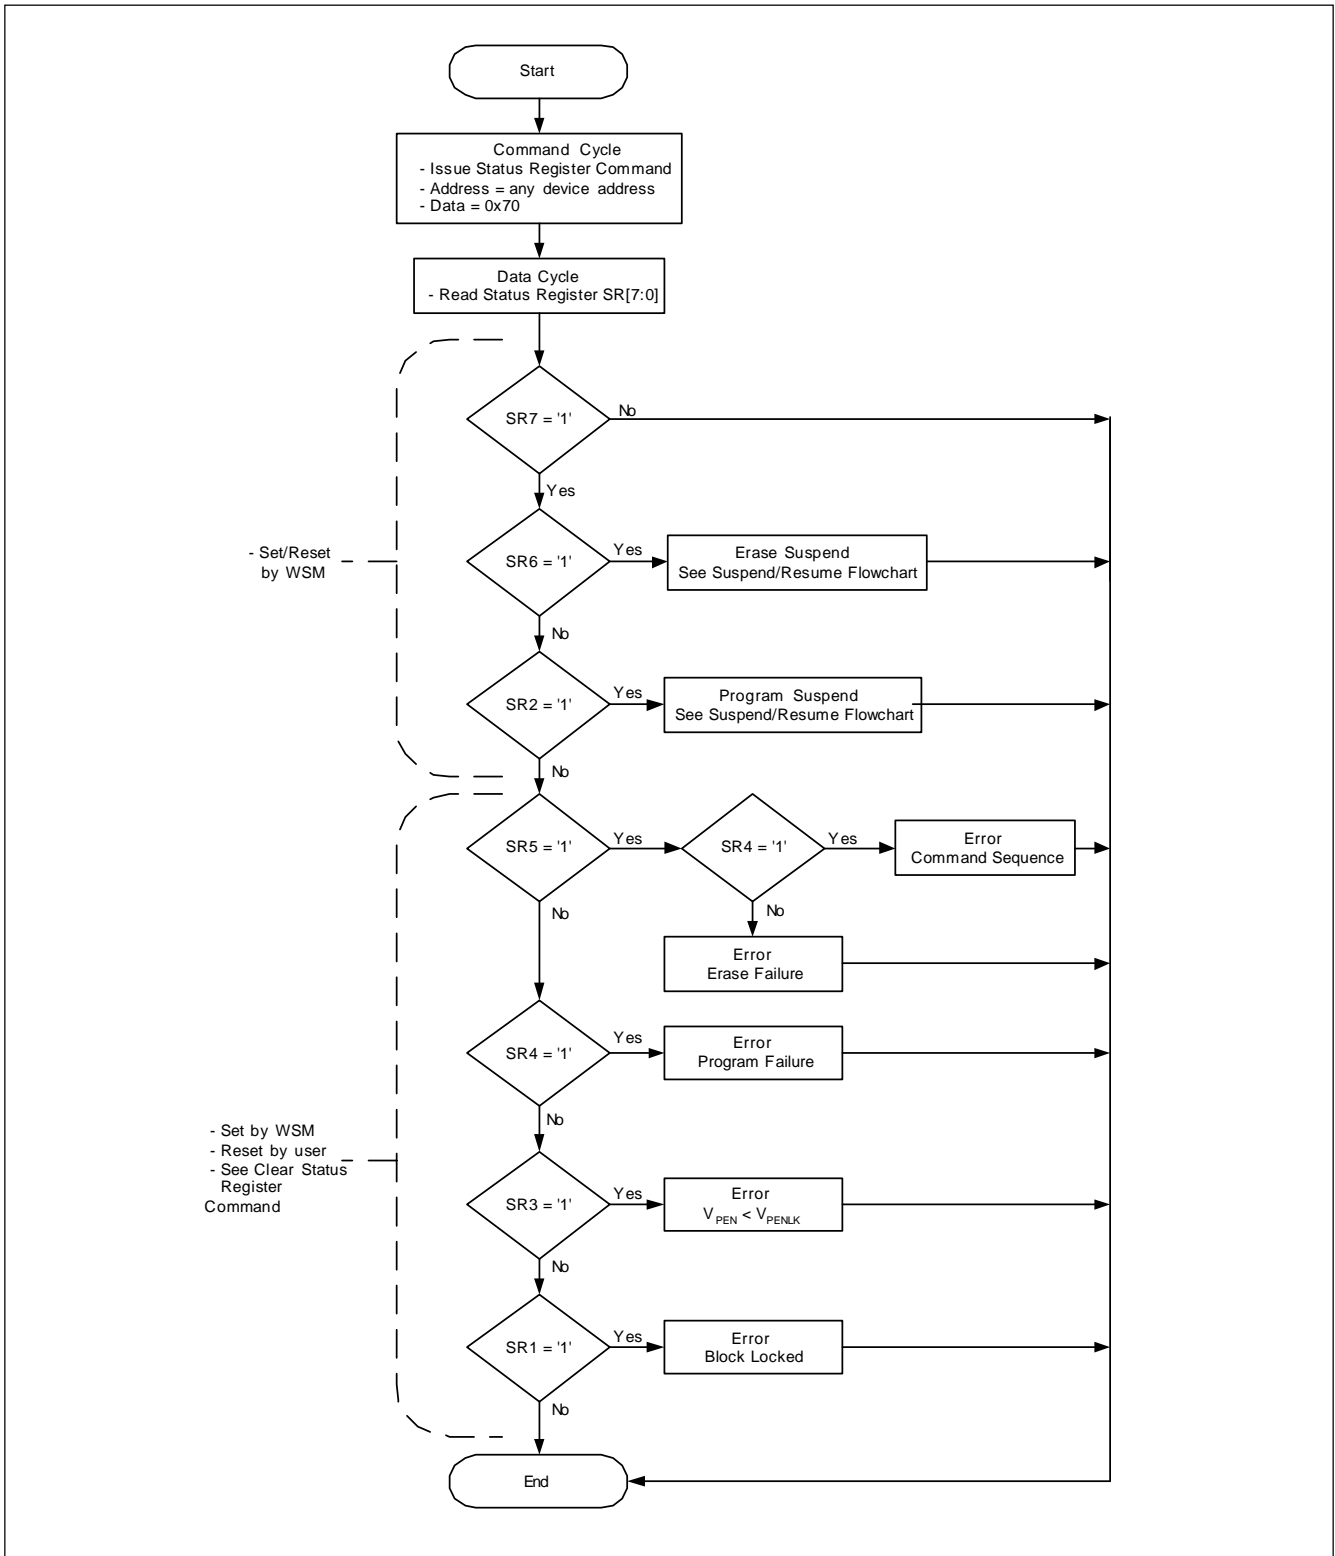 Start
Command Cycle
- Issue Status Register Command
- Address = any device address
- Data = 0x70
Data Cycle
- Read Status Register SR[7:0]
SR7 = '1'
No
Yes
- Set/Reset
by WSM
SR6 = '1'
Yes
Erase Suspend
See Suspend/Resume Flowchart
No
SR2 = '1'
Yes
Program Suspend
See Suspend/Resume Flowchart
No
SR5 = '1'
Yes
SR4 = '1'
Yes
Error
Command Sequence
No
No
Error
Erase Failure
SR4 = '1'
Yes
Error
Program Failure
No
- Set by WSM
- Reset by user
- See Clear Status
Register
Command
SR3 = '1'
Yes
Error
V PEN < V PENLK
No
SR1 = '1'
Yes
Error
Block Locked
No
End